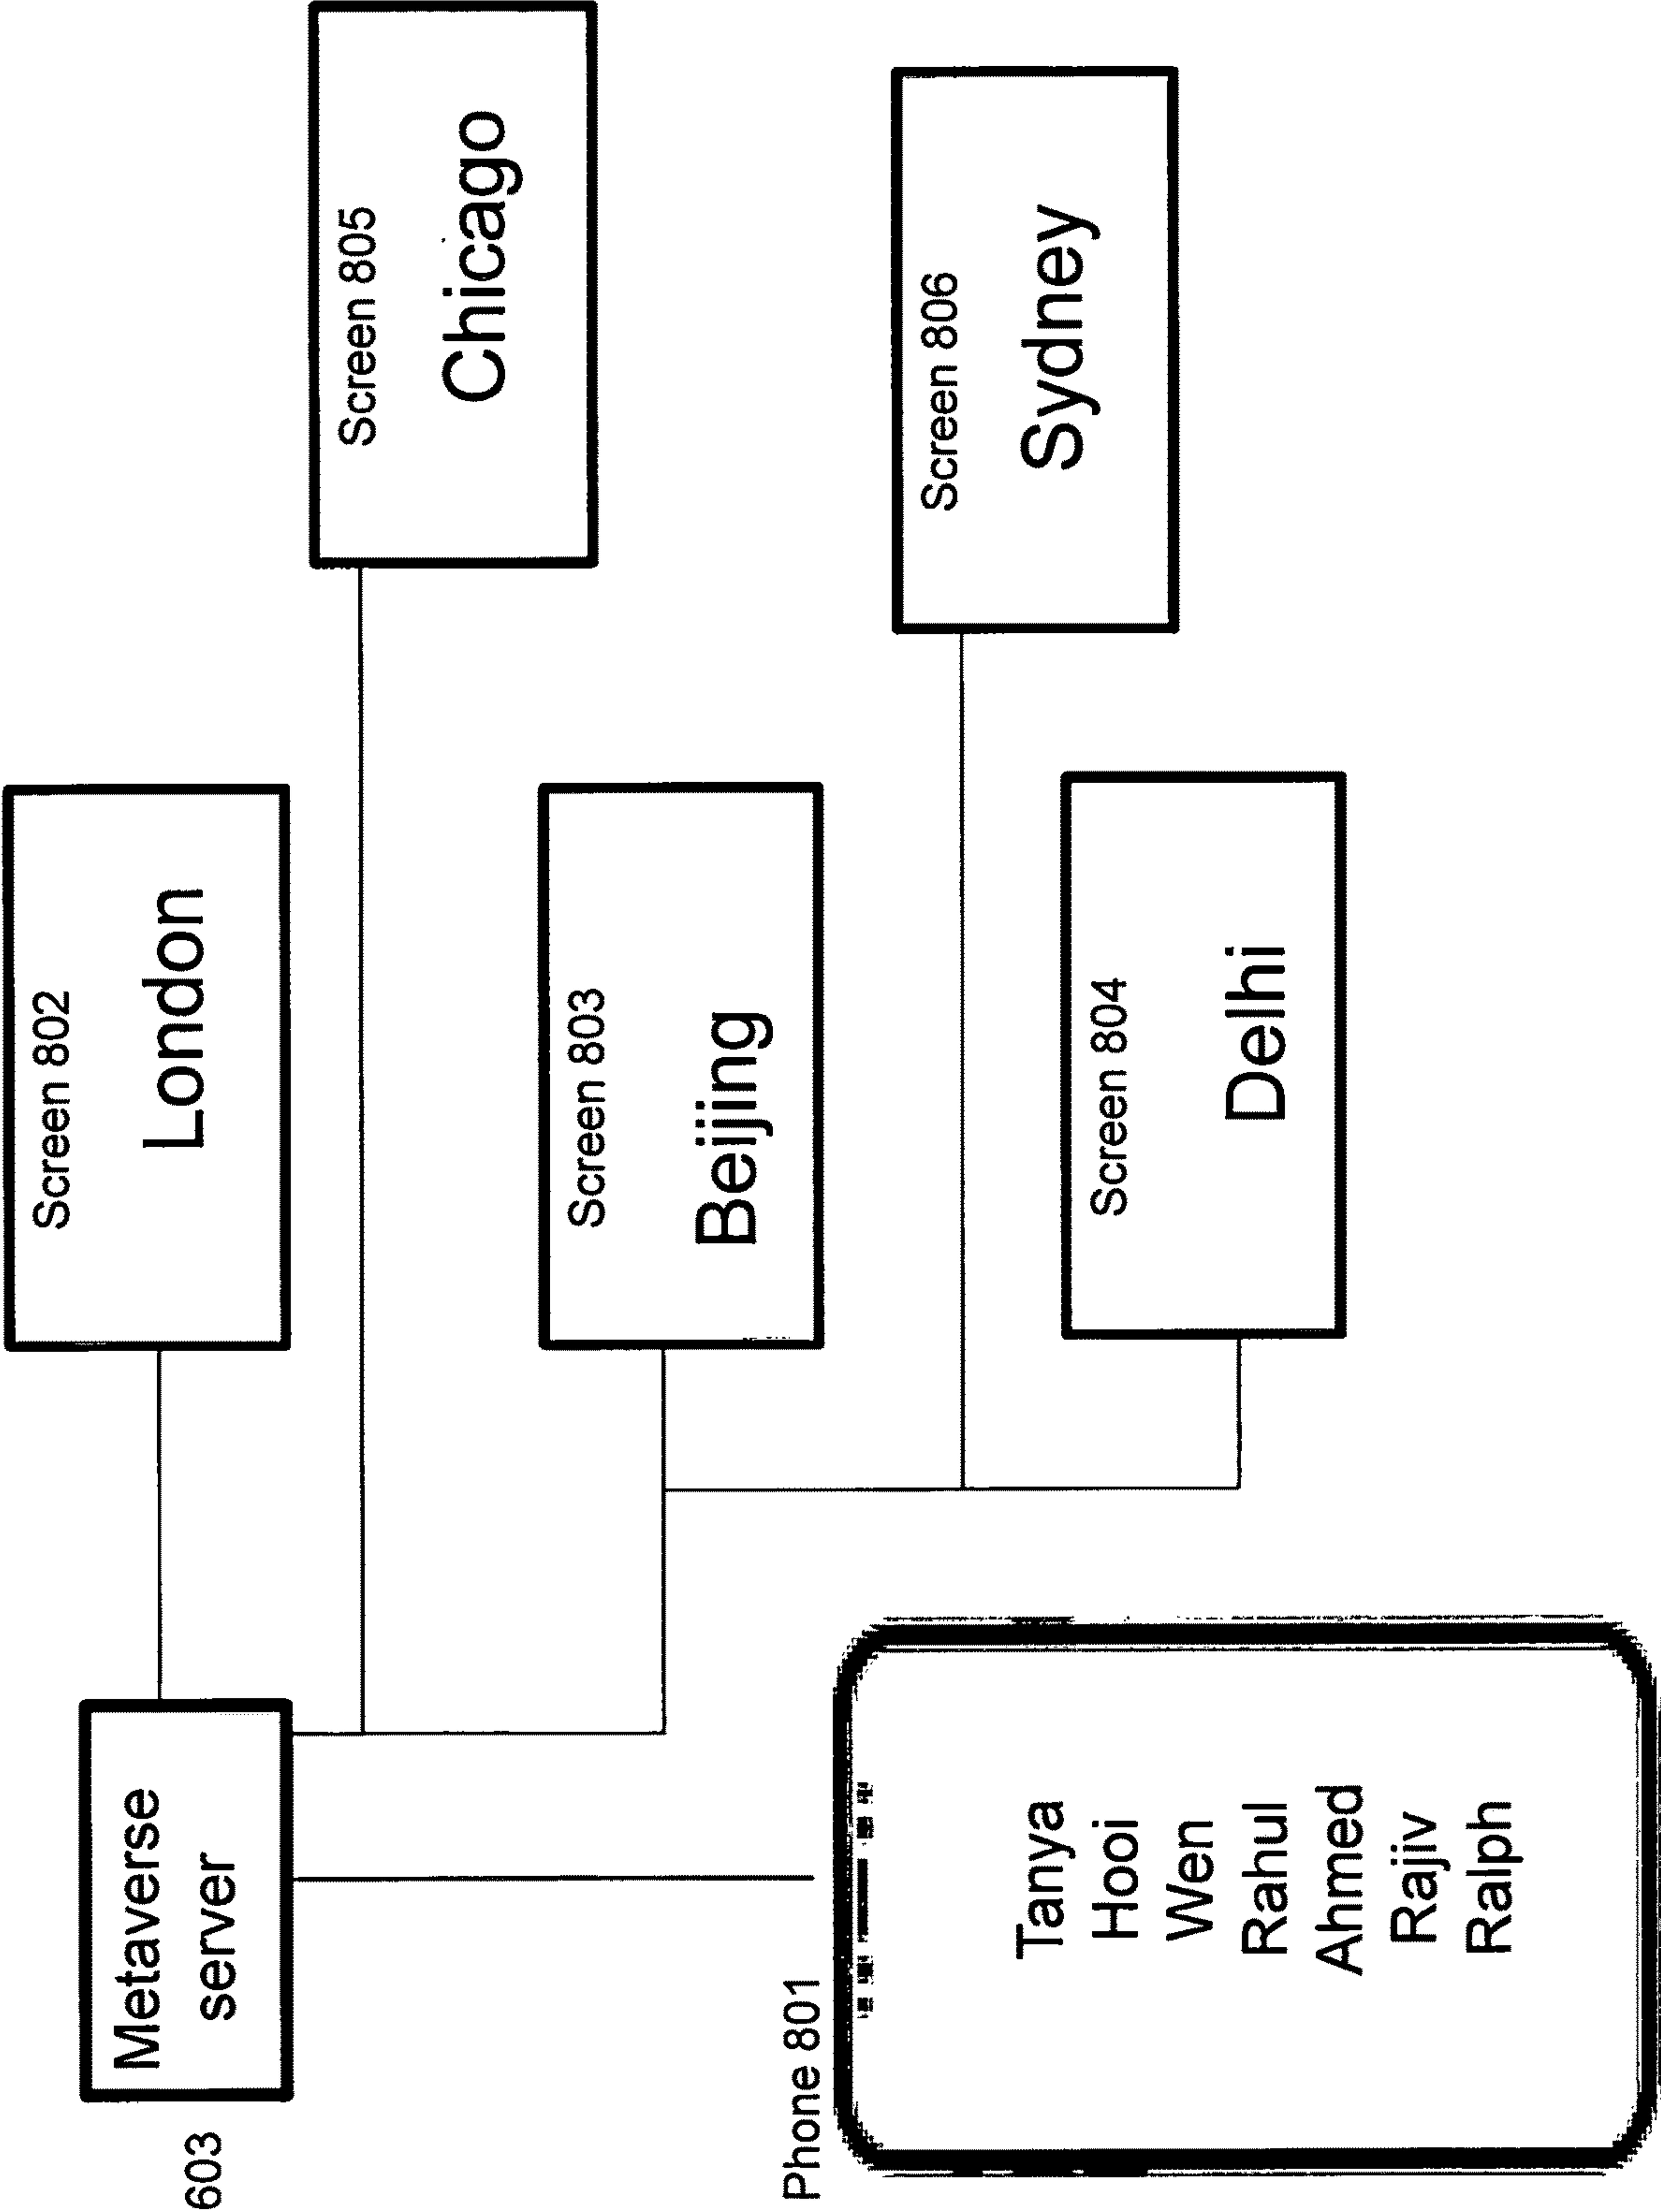 603
Metaverse
server
Screen 802
London
Screen 805
Chicago
Screen 803
Beijing
Screen 806
Sydney
Screen 804
Delhi
Phone 801
Tanya
Hooi
Wen
Rahul
Ahmed
Rajiv
Ralph